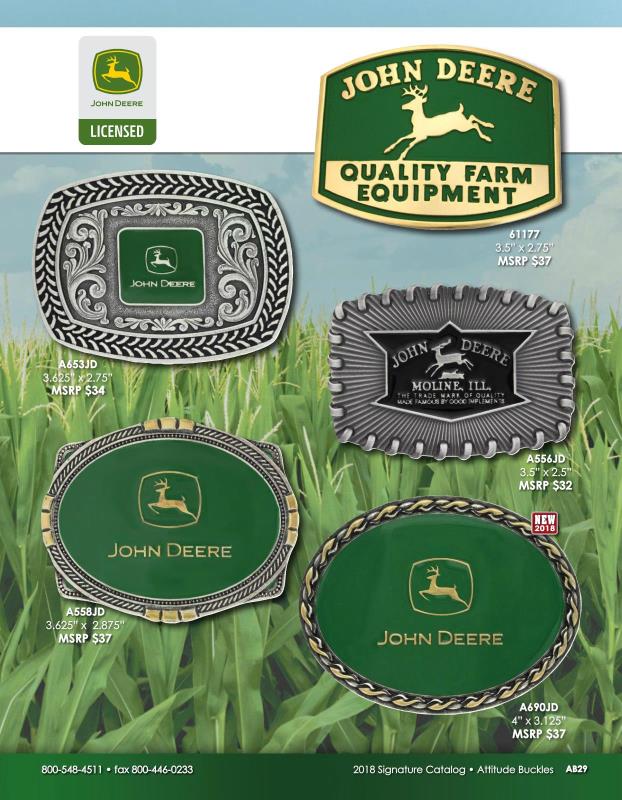 JOHN DEERE
LICENSED
JOHN DEERE
QUALITY FARM
EQUIPMENT
61177
3.5" x 2.75"
MSRP $37
JOHN DEERE
A653JD
3.625" x 2.75"
MSRP $34
JOHN DEERE
MOLINE, ILL.
THE TRADE MARK OF QUALITY
MADE FAMOUS BY GOOD IMPLEMENTS
A556JD
3.5" x 2.5"
MSRP $32
JOHN DEERE
A558JD
3.625" x 2.875"
MSRP $37
NEW
2018
JOHN DEERE
A690JD
4" x 3.125"
MSRP $37
800-548-4511 • fax 800-446-0233
2018 Signature Catalog • Attitude Buckles AB29